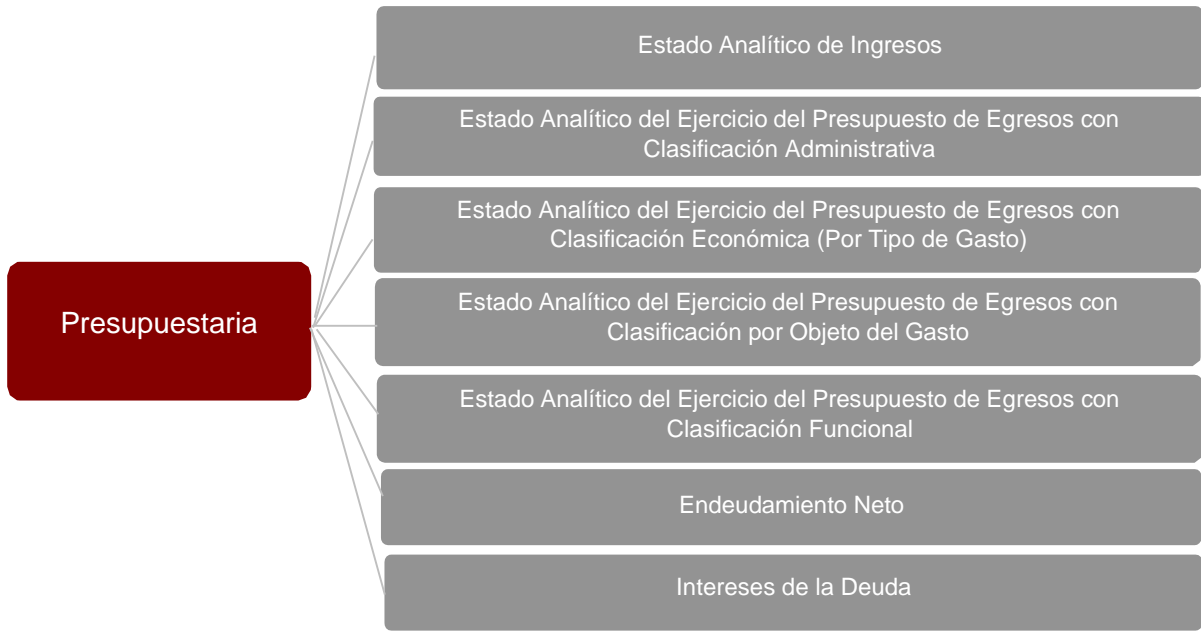 Presupuestaria
Estado Analítico de Ingresos
Estado Analítico del Ejercicio del Presupuesto de Egresos con
Clasificación Administrativa
Estado Analítico del Ejercicio del Presupuesto de Egresos con
Clasificación Económica (Por Tipo de Gasto)
Estado Analítico del Ejercicio del Presupuesto de Egresos con
Clasificación por Objeto del Gasto
Estado Analítico del Ejercicio del Presupuesto de Egresos con
Clasificación Funcional
Endeudamiento Neto
Intereses de la Deuda